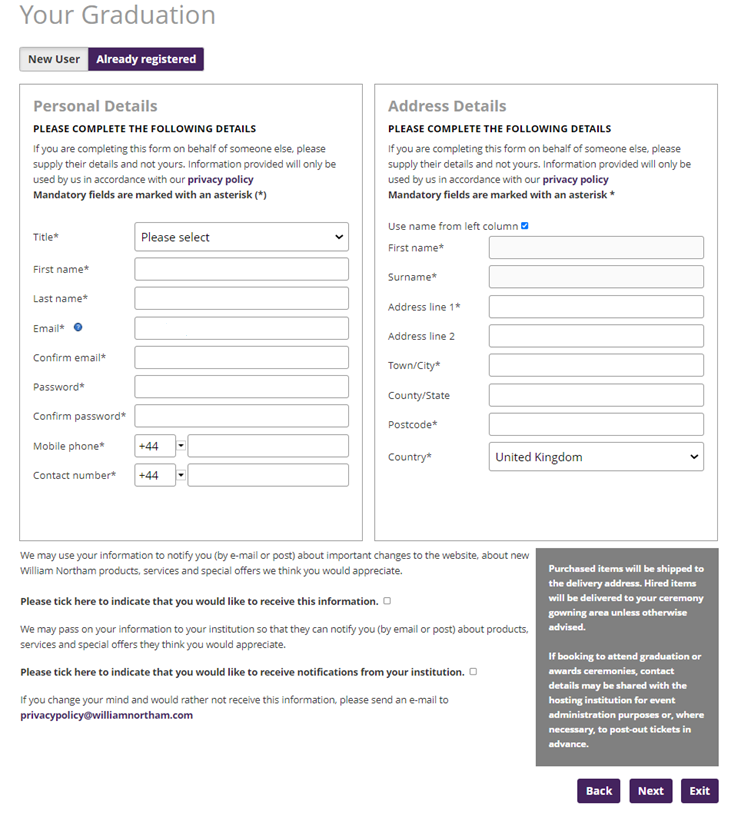 Your Graduation
New User
Already registered
Personal Details
PLEASE COMPLETE THE FOLLOWING DETAILS
If you are completing this form on behalf of someone else, please
supply their details and not yours. Information provided will only be
used by us in accordance with our privacy policy
Mandatory fields are marked with an asterisk (*)
Title*
Please select
First name*
Last name*
Email* ?
Confirm email*
Password*
Confirm password*
Mobile phone*
+44
Contact number*
+44
Address Details
PLEASE COMPLETE THE FOLLOWING DETAILS
If you are completing this form on behalf of someone else, please
supply their details and not yours. Information provided will only be
used by us in accordance with our privacy policy
Mandatory fields are marked with an asterisk *
Use name from left column
First name*
Surname*
Address line 1*
Address line 2
Town/City*
County/State
Postcode*
Country*
United Kingdom
We may use your information to notify you (by e-mail or post) about important changes to the website, about new
William Northam products, services and special offers we think you would appreciate.
Please tick here to indicate that you would like to receive this information.
We may pass on your information to your institution so that they can notify you (by email or post) about products,
services and special offers they think you would appreciate.
Please tick here to indicate that you would like to receive notifications from your institution.
If you change your mind and would rather not receive this information, please send an e-mail to
privacypolicy@williamnortham.com
Purchased items will be shipped to
the delivery address. Hired items
will be delivered to your ceremony
gowning area unless otherwise
advised.
If booking to attend graduation or
awards ceremonies, contact
details may be shared with the
hosting institution for event
administration purposes or, where
necessary, to post-out tickets in
advance.
Back
Next
Exit